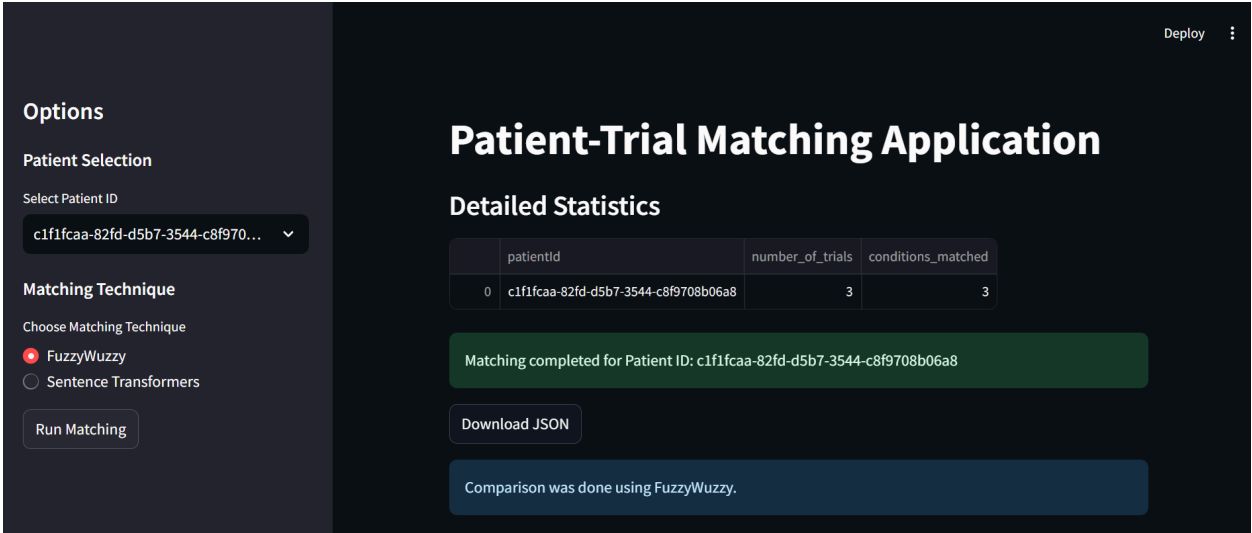 Deploy
Options
Patient Selection
Select Patient ID
c1f1fcaa-82fd-d5b7-3544-c8f970...
Matching Technique
Choose Matching Technique
FuzzyWuzzy
Sentence Transformers
Run Matching
Patient-Trial Matching Application
Detailed Statistics
patientId number_of_trials conditions_matched
0 c1f1fcaa-82fd-d5b7-3544-c8f9708b06a8 3 3
Matching completed for Patient ID: c1f1fcaa-82fd-d5b7-3544-c8f9708b06a8
Download JSON
Comparison was done using FuzzyWuzzy.